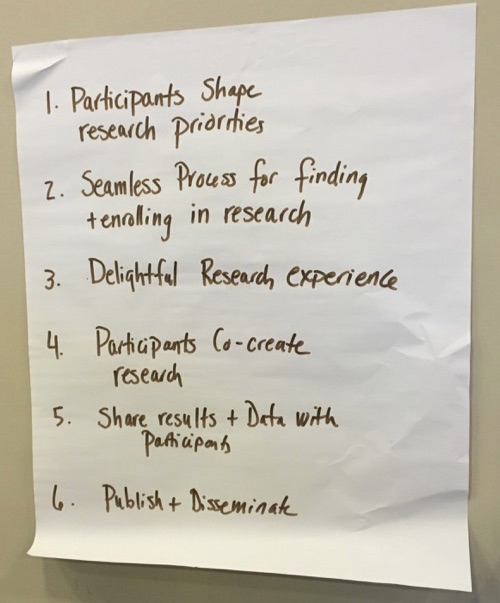 1. Participants Shape
research priorities
2. Seamless Process for finding
+ enrolling in research
3. Delightful Research experience
4. Participants Co-create
research
5. Share results + Data with
Participants
6. Publish + Disseminate